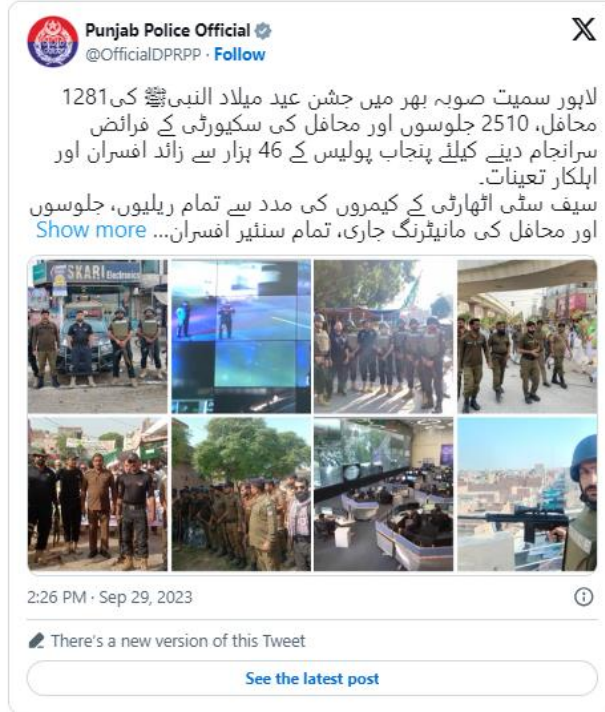 Punjab Police Official
@OfficialDPRPP · Follow
لاہور سمیت صوبہ بھر میں جشن عید میلاد النبیﷺ کی1281
محافل، 2510 جلوسوں اور محافل کی سکیورٹی کے فرائض
سرانجام دینے کیلئے پنجاب پولیس کے 46 ہزار سے زائد افسران اور
اہلکار تعینات۔
سیف سٹی اتھارٹی کے کیمروں کی مدد سے تمام ریلیوں، جلوسوں
اور محافل کی مانیٹرنگ جاری، تمام سنئیر افسران... Show more
SKARI Electronics
2:26 PM · Sep 29, 2023
There's a new version of this Tweet
See the latest post